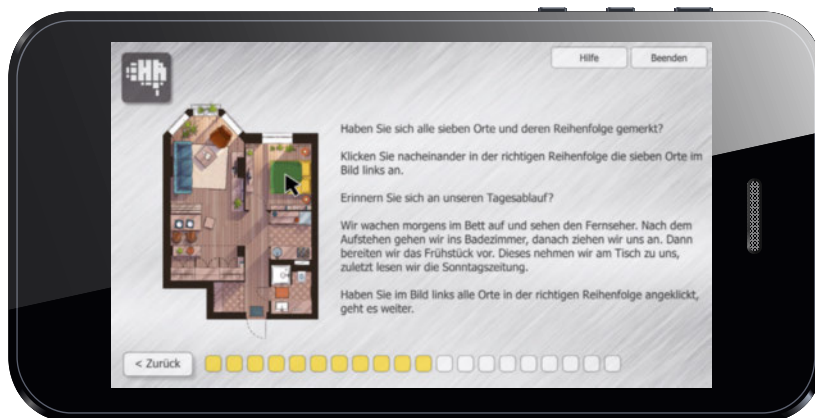 Hilfe
Beenden
Haben Sie sich alle sieben Orte und deren Reihenfolge gemerkt?
Klicken Sie nacheinander in der richtigen Reihenfolge die sieben Orte im
Bild links an.
Erinnern Sie sich an unseren Tagesablauf?
Wir wachen morgens im Bett auf und sehen den Fernseher. Nach dem
Aufstehen gehen wir ins Badezimmer, danach ziehen wir uns an. Dann
bereiten wir das Frühstück vor. Dieses nehmen wir am Tisch zu uns,
zuletzt lesen wir die Sonntagszeitung.
Haben Sie im Bild links alle Orte in der richtigen Reihenfolge angeklickt,
geht es weiter.
< Zurück